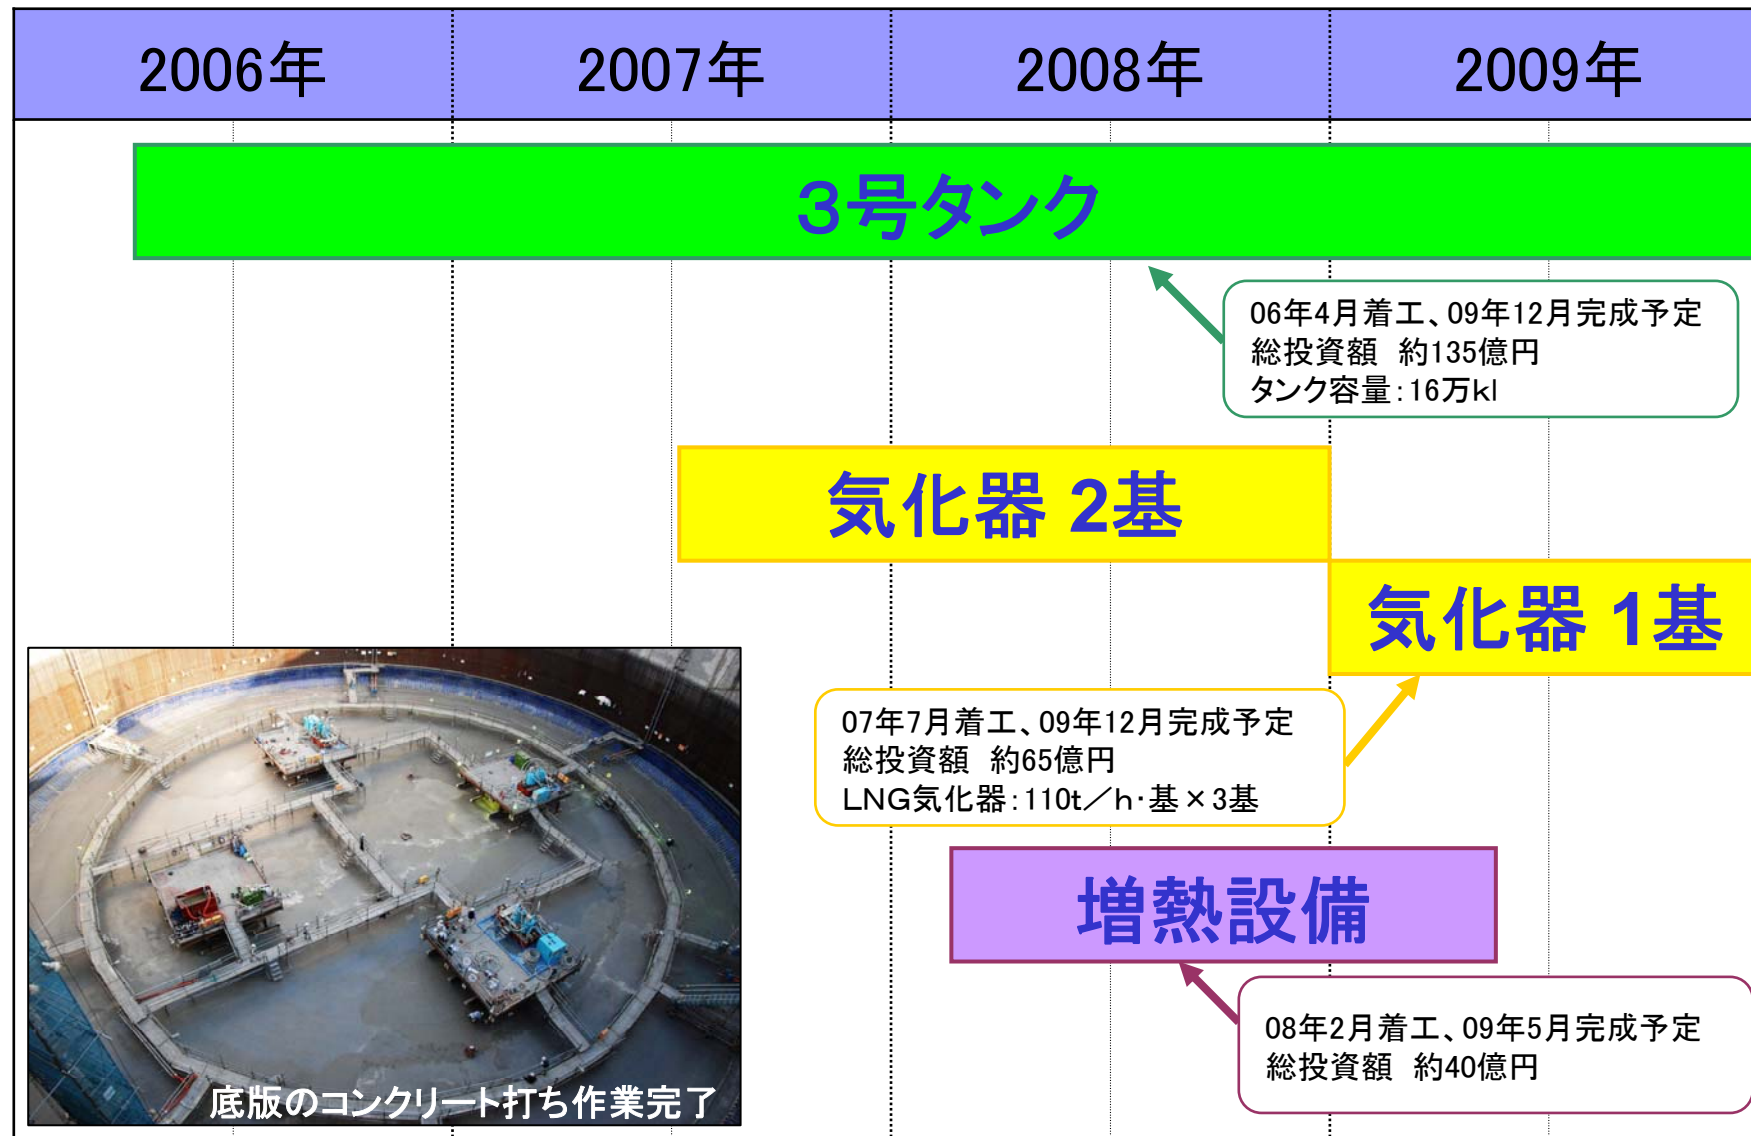 2006年 2007年 2008年 2009年
3号タンク
06年4月着工、09年12月完成予定
総投資額 約135億円
タンク容量:16万kl
気化器 2基
気化器 1基
07年7月着工、09年12月完成予定
総投資額 約65億円
LNG気化器:110t/h·基×3基
増熱設備
08年2月着工、09年5月完成予定
総投資額 約40億円
底版のコンクリート打ち作業完了